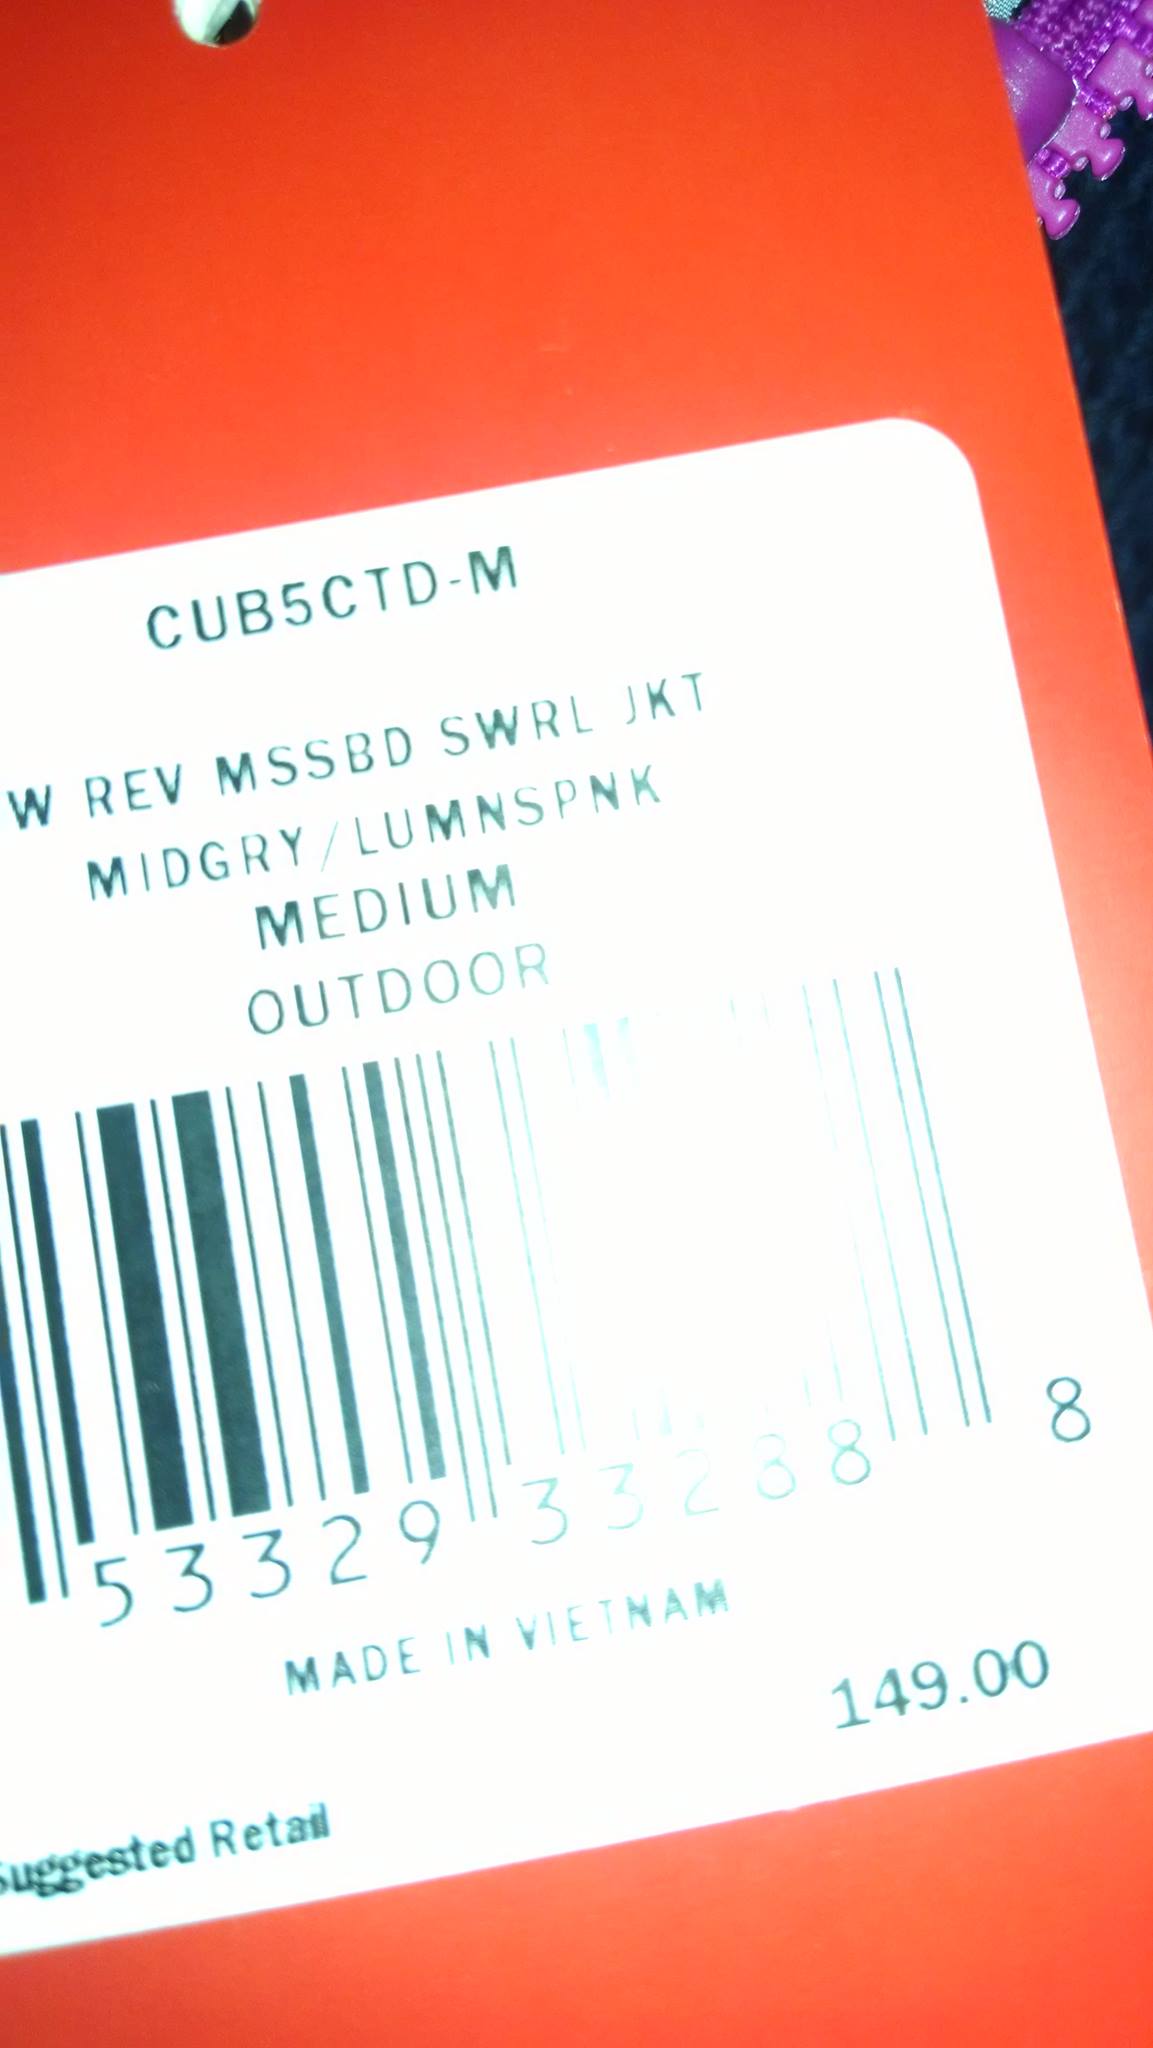 CUB5CTD-M
W REV MSSBD SWRL JKT
MIDGRY/LUMNSPNK
MEDIUM
OUTDOOR
53329 33288 8
MADE IN VIETNAM
149.00
Suggested Retail